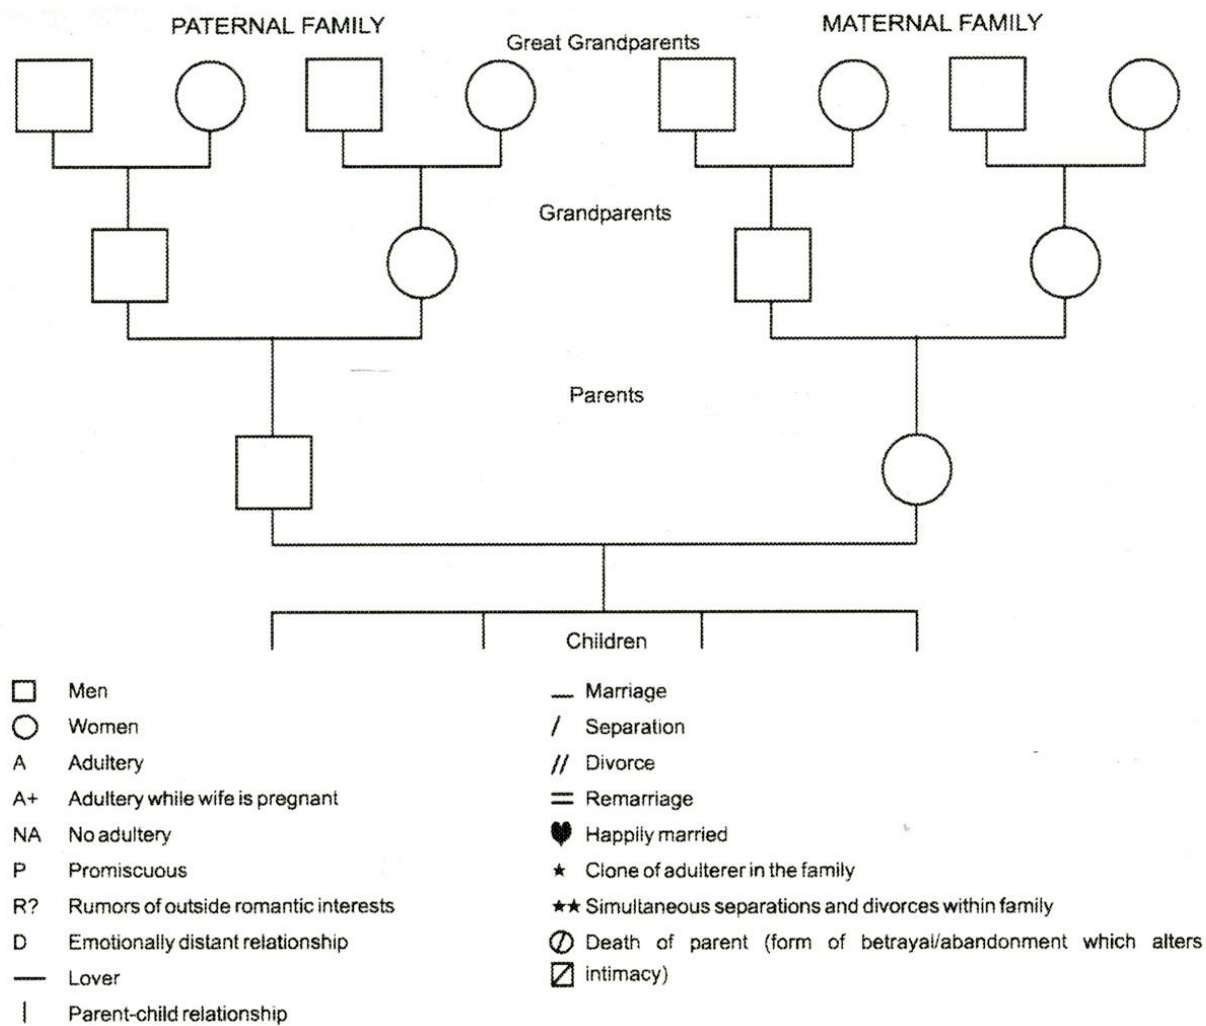 PATERNAL FAMILY
MATERNAL FAMILY
Great Grandparents
Grandparents
Parents
Children
Men
Women
A Adultery
A+ Adultery while wife is pregnant
NA No adultery
P Promiscuous
R? Rumors of outside romantic interests
D Emotionally distant relationship
Lover
Parent-child relationship
Marriage
Separation
Divorce
Remarriage
Happily married
Clone of adulterer in the family
Simultaneous separations and divorces within family
Death of parent (form of betrayal/abandonment which alters
intimacy)